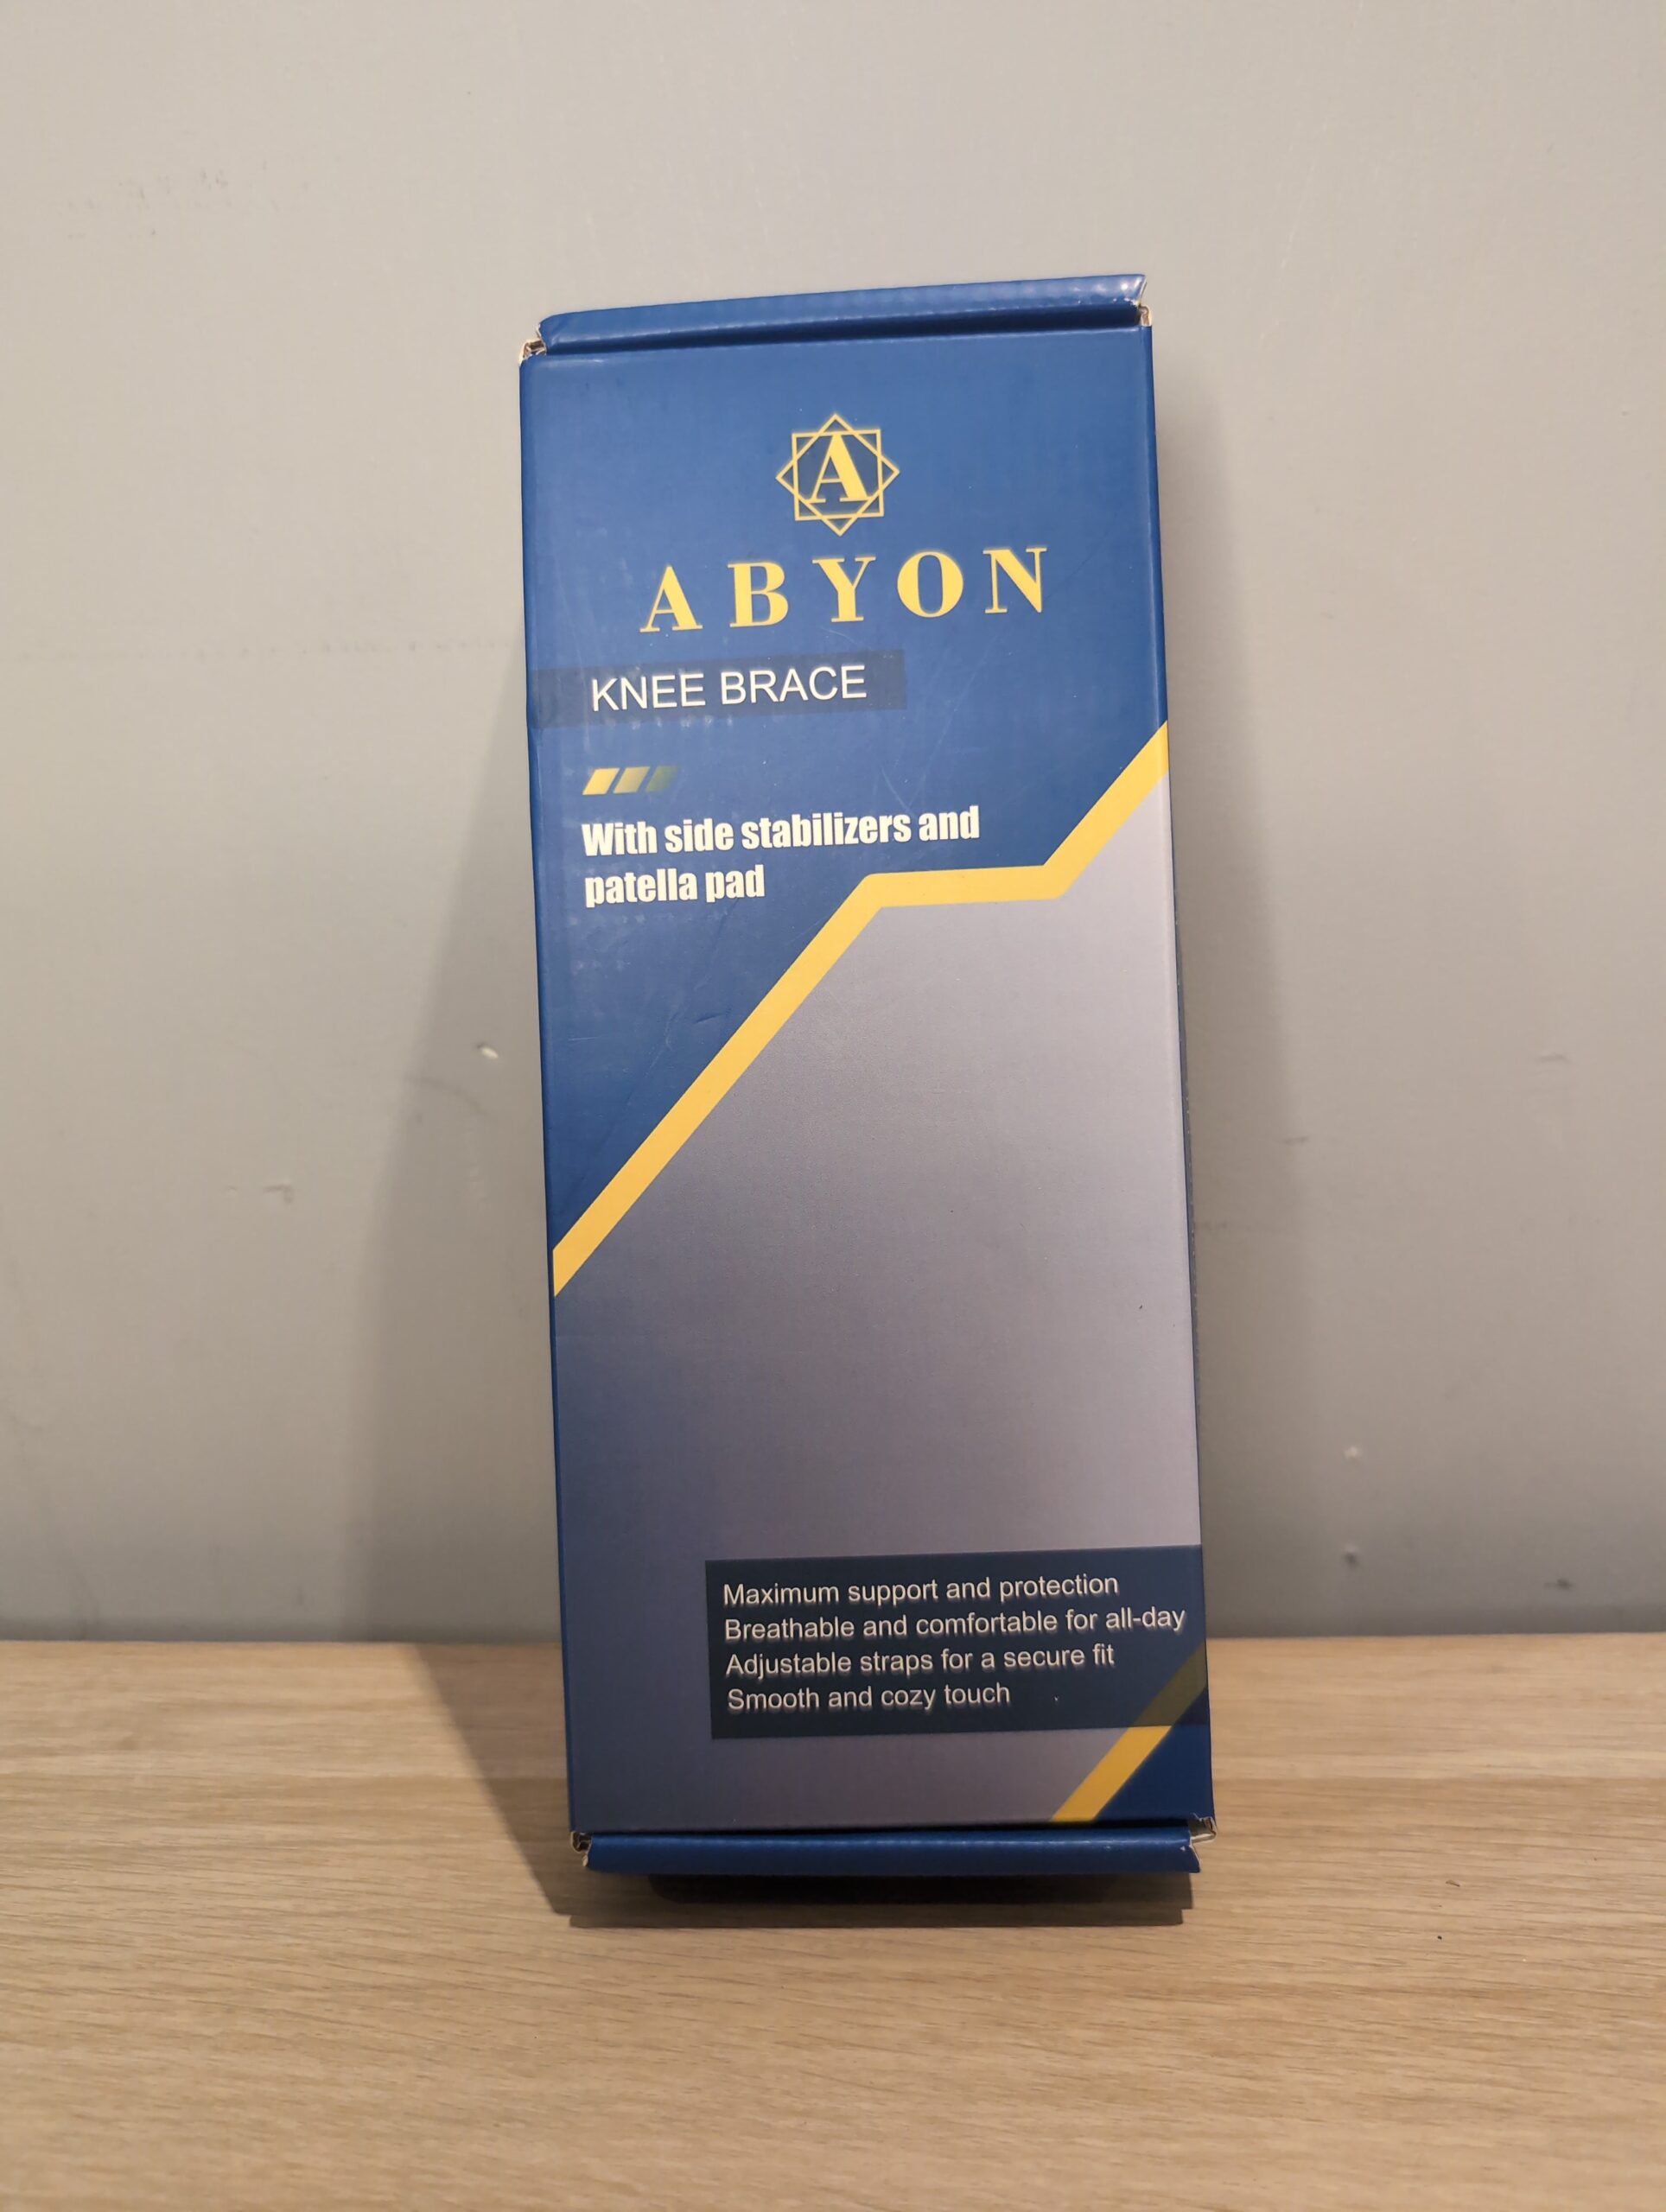 A
ABYON
KNEE BRACE
With side stabilizers and
patella pad
Maximum support and protection
Breathable and comfortable for all-day
Adjustable straps for a secure fit
Smooth and cozy touch